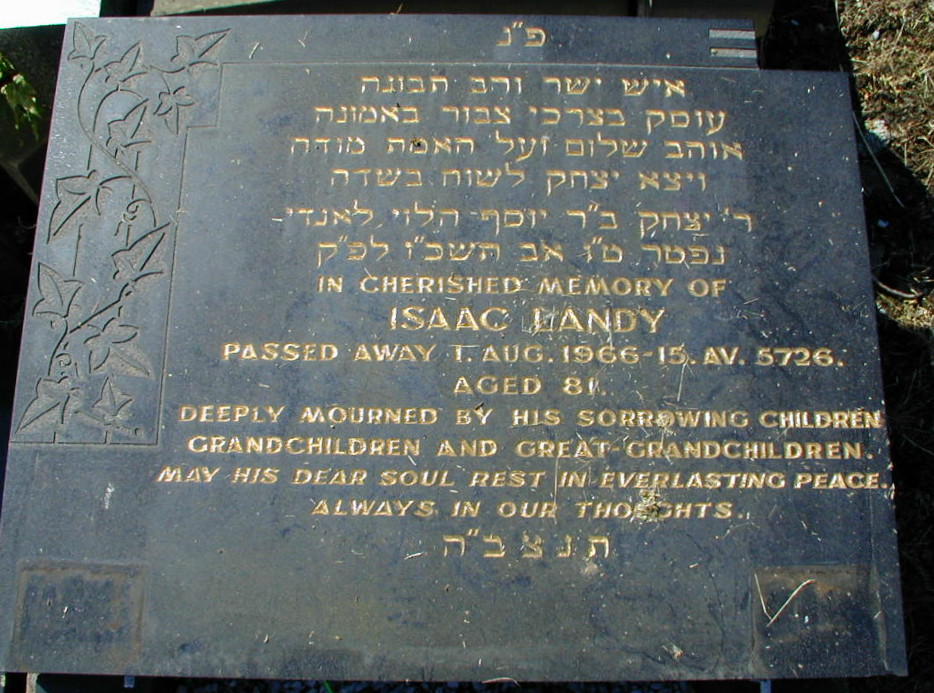 פ"נ
איש ישר ורב תבונה
עוסק בצרכי צבור באמונה
אוהב שלום ועל האמת מודה
ויצא יצחק לשוח בשדה
ר' יצחק ב"ר יוסף הלוי לאנדי
נפטר ט"ו אב תשכ"ו לפ"ק
IN CHERISHED MEMORY OF
ISAAC LANDY
PASSED AWAY 1. AUG. 1966-15. AV. 5726.
AGED 81.
DEEPLY MOURNED BY HIS SORROWING CHILDREN
GRANDCHILDREN AND GREAT-GRANDCHILDREN.
MAY HIS DEAR SOUL REST IN EVERLASTING PEACE.
ALWAYS IN OUR THOUGHTS.
ת נ צ ב"ה